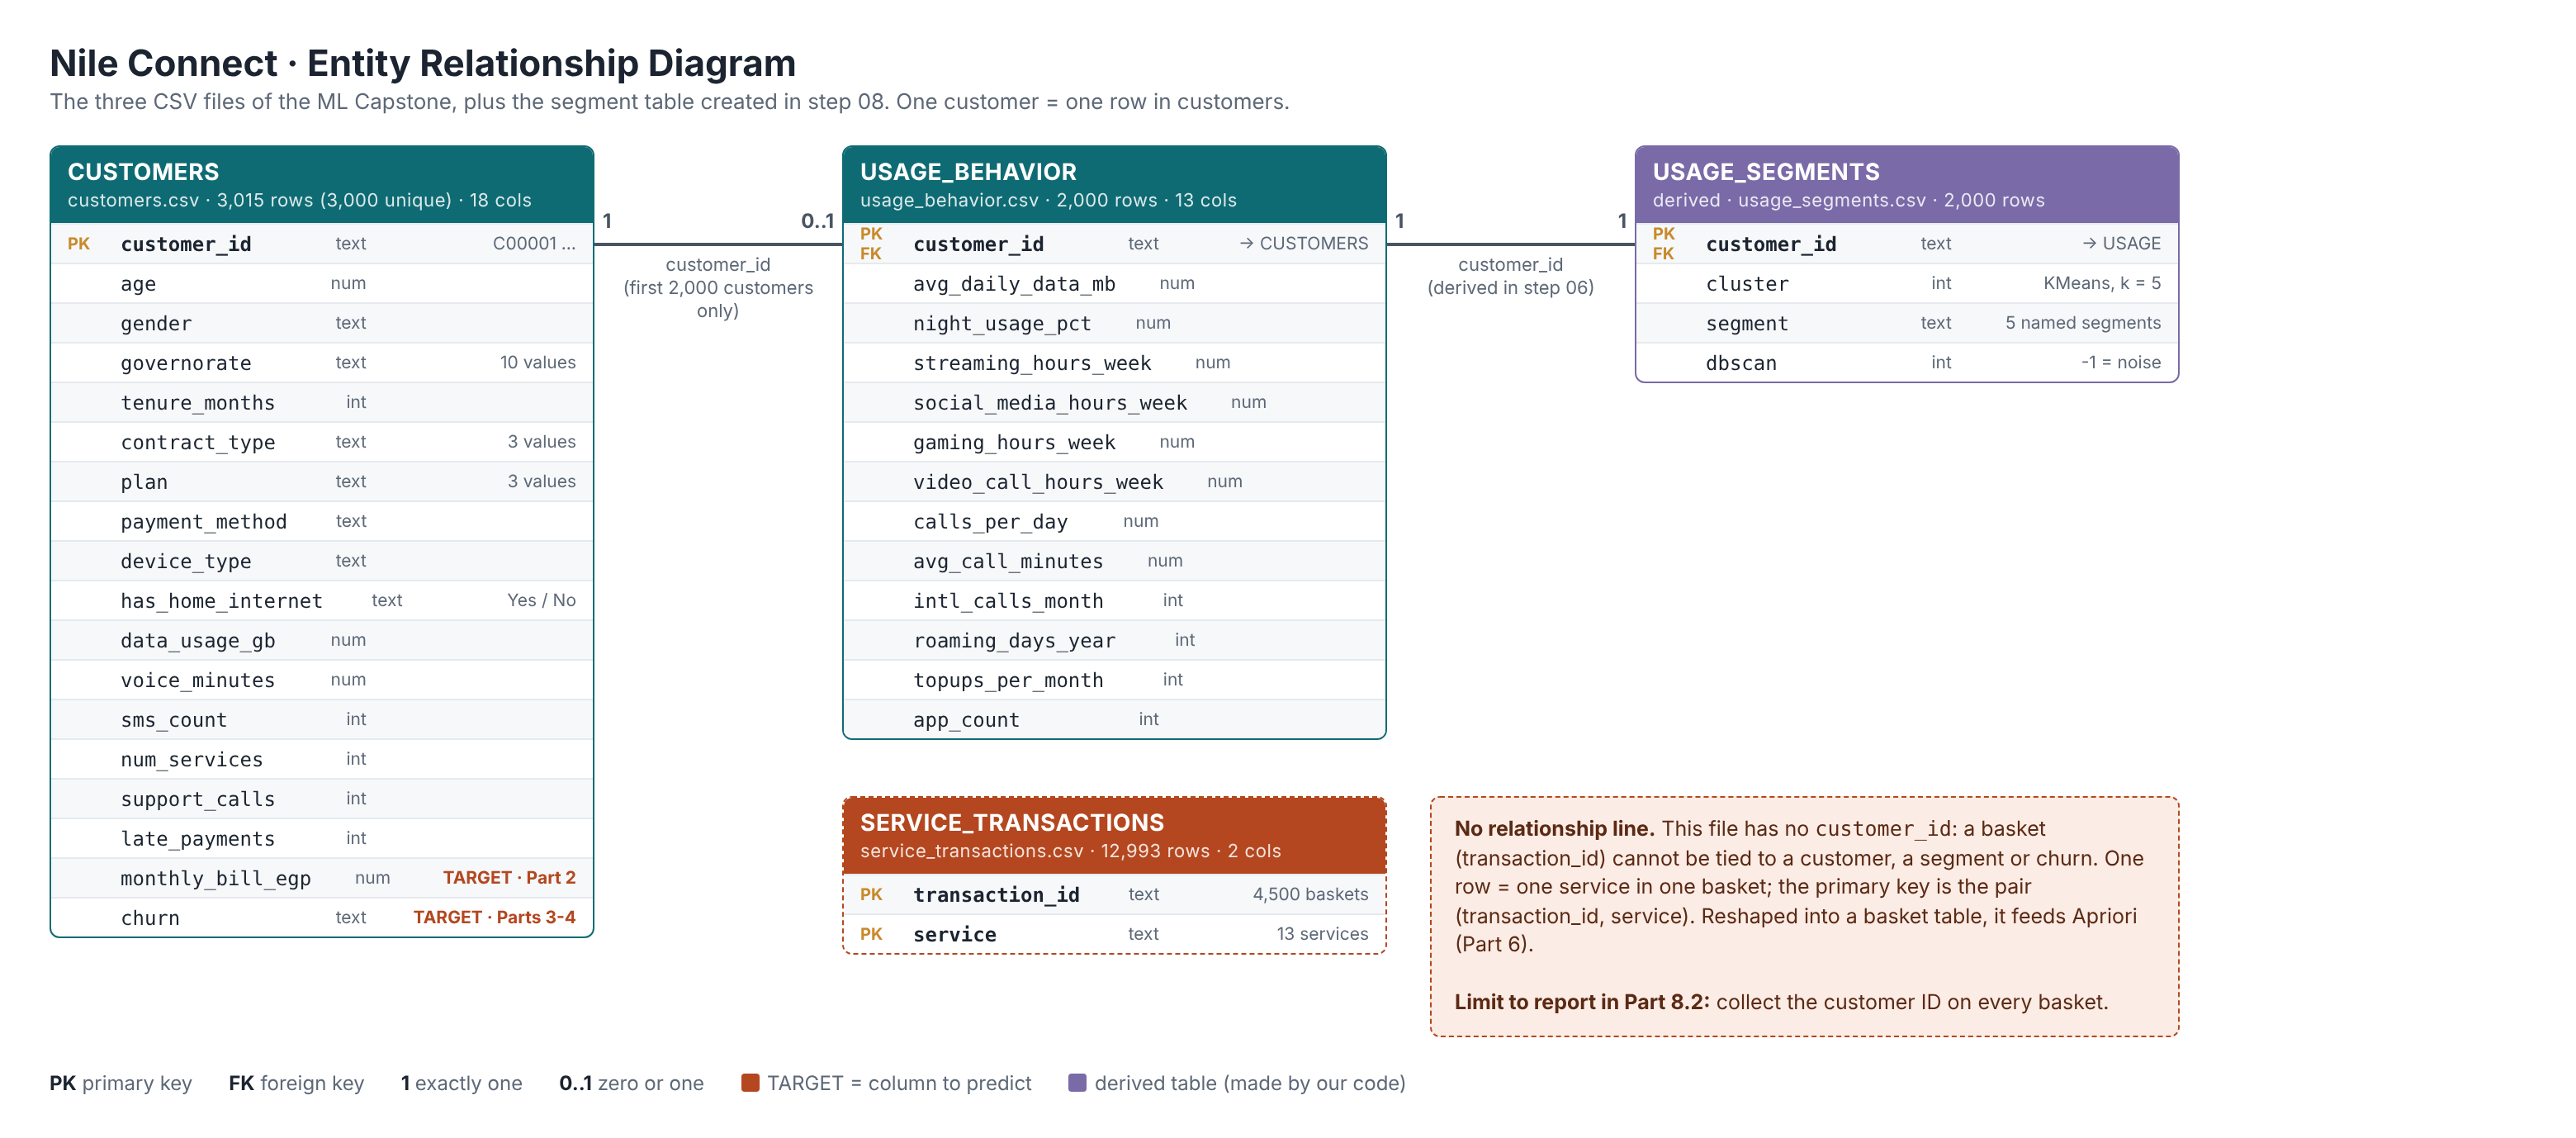 Nile Connect · Entity Relationship Diagram
The three CSV files of the ML Capstone, plus the segment table created in step 08. One customer = one row in customers.
CUSTOMERS
customers.csv · 3,015 rows (3,000 unique) · 18 cols
PK customer_id text C00001 ...
age num
gender text
governorate text 10 values
tenure_months int
contract_type text 3 values
plan text 3 values
payment_method text
device_type text
has_home_internet text Yes / No
data_usage_gb num
voice_minutes num
sms_count int
num_services int
support_calls int
late_payments int
monthly_bill_egp num TARGET · Part 2
churn text TARGET · Parts 3-4
1 0..1
customer_id
(first 2,000 customers
only)
USAGE_BEHAVIOR
usage_behavior.csv · 2,000 rows · 13 cols
PK
FK customer_id text → CUSTOMERS
avg_daily_data_mb num
night_usage_pct num
streaming_hours_week num
social_media_hours_week num
gaming_hours_week num
video_call_hours_week num
calls_per_day num
avg_call_minutes num
intl_calls_month int
roaming_days_year int
topups_per_month int
app_count int
1 1
customer_id
(derived in step 06)
USAGE_SEGMENTS
derived · usage_segments.csv · 2,000 rows
PK
FK customer_id text → USAGE
cluster int KMeans, k = 5
segment text 5 named segments
dbscan int -1 = noise
SERVICE_TRANSACTIONS
service_transactions.csv · 12,993 rows · 2 cols
PK transaction_id text 4,500 baskets
PK service text 13 services
No relationship line. This file has no customer_id: a basket
(transaction_id) cannot be tied to a customer, a segment or churn. One
row = one service in one basket; the primary key is the pair
(transaction_id, service). Reshaped into a basket table, it feeds Apriori
(Part 6).
Limit to report in Part 8.2: collect the customer ID on every basket.
PK primary key FK foreign key 1 exactly one 0..1 zero or one TARGET = column to predict derived table (made by our code)